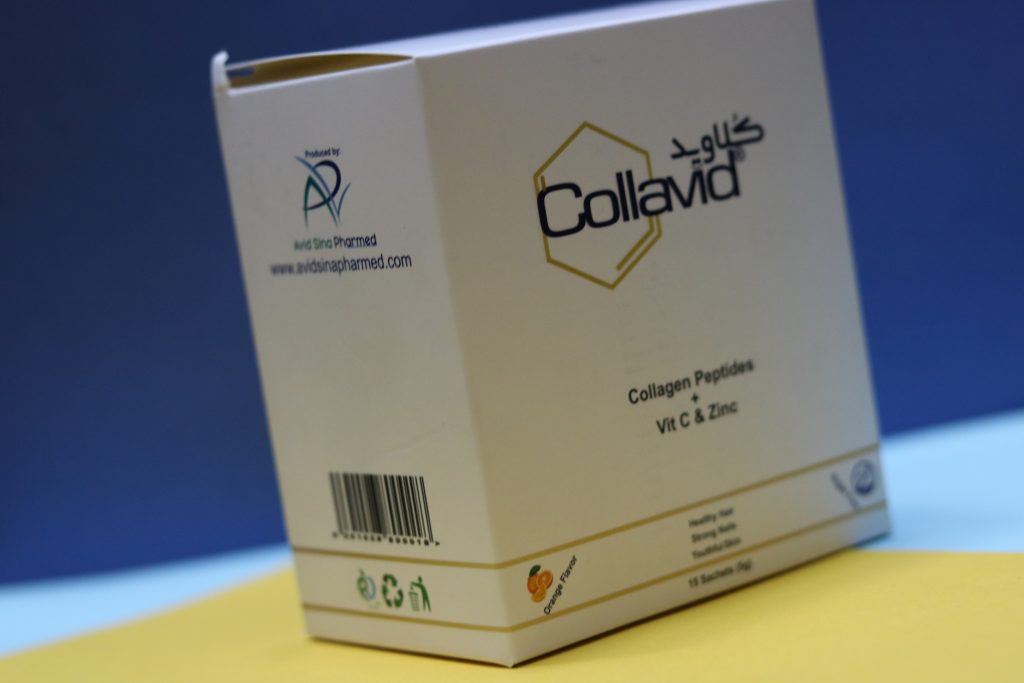 Produced by:
Avid Sina Pharmed
www.avidsinapharmed.com
کلاوید
Collavid®
Collagen Peptides
+
Vit C & Zinc
Orange Flavor
Healthy Hair
Strong Nails
Youthful Skin
15 Sachets (5g)